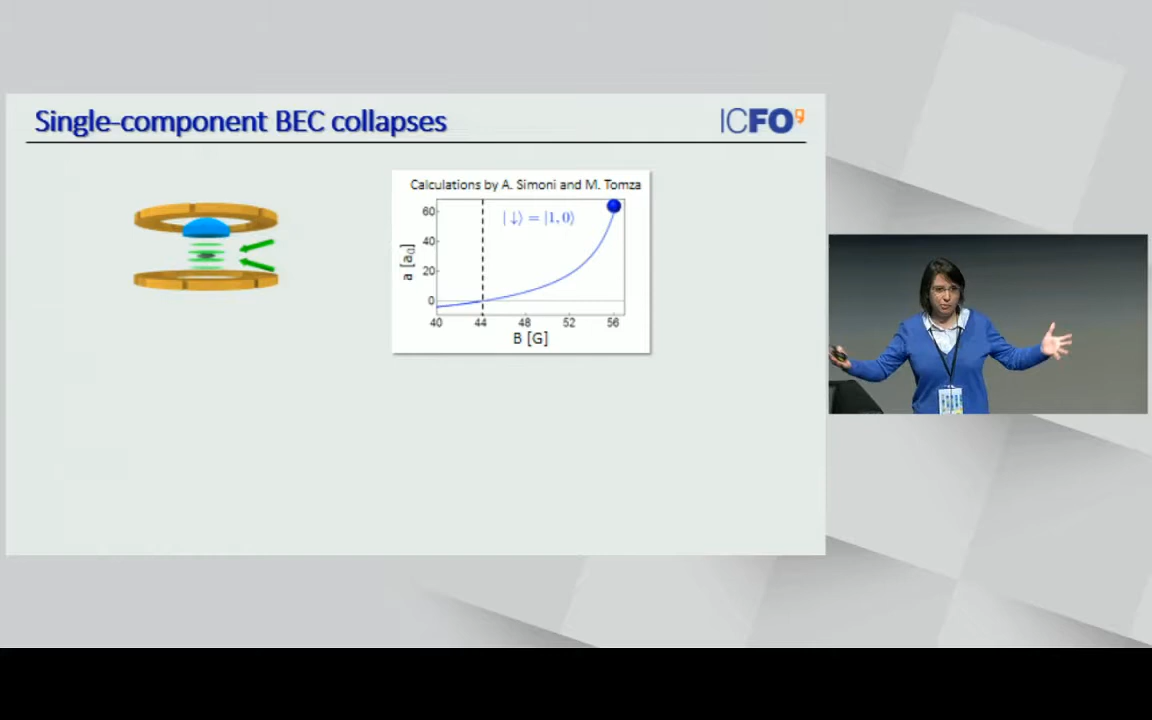 Single-component BEC collapses
ICFO
Calculations by A. Simoni and M. Tomza
|↓⟩ = |1, 0⟩
60
40
20
0
a [a₀]
40 44 48 52 56
B [G]